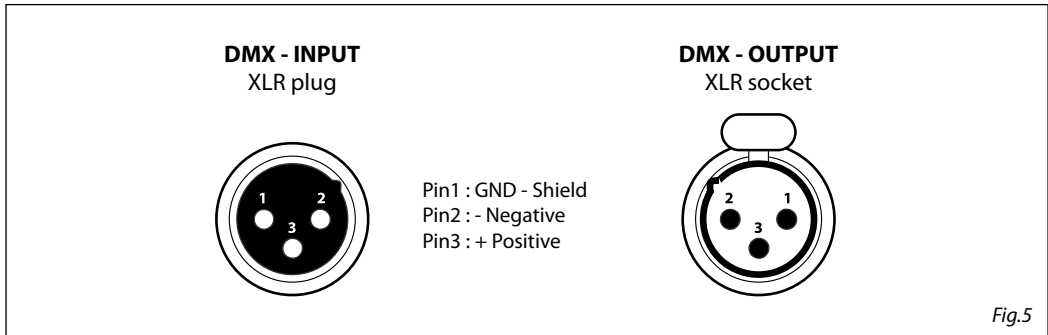 DMX - INPUT
XLR plug
1 2
3
Pin1 : GND - Shield
Pin2 : - Negative
Pin3 : + Positive
DMX - OUTPUT
XLR socket
2 1
3
Fig.5